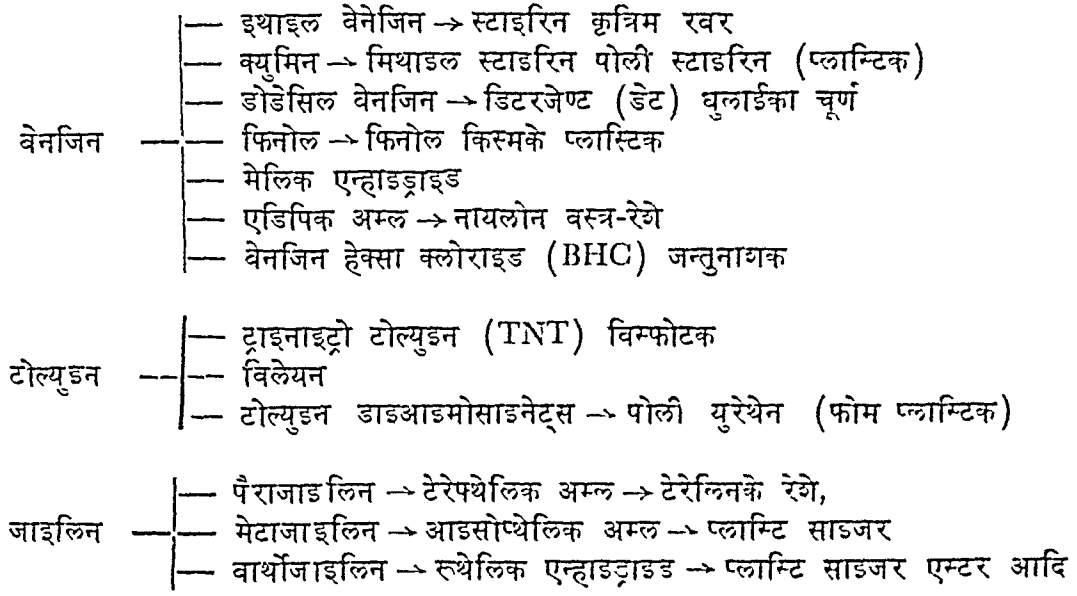 इथाइल वेनेजिन → स्टाइरिन कृत्रिम रवर
क्युमिन → मिथाइल स्टाइरिन पोली स्टाइरिन (प्लास्टिक)
डोडेसिल वेनजिन → डिटरजेण्ट (डेट) धुलाईका चूर्ण
वेनजिन — फिनोल → फिनोल किस्मके प्लास्टिक
मेलिक एन्हाइड्राइड
एडिपिक अम्ल → नायलोन वस्त्र-रेशे
वेनजिन हेक्सा क्लोराइड (BHC) जन्तुनाशक
ट्राइनाइट्रो टोल्युइन (TNT) विस्फोटक
टोल्युइन — विलेयन
टोल्युइन डाइआइमोसाइनेट्स → पोली युरेथेन (फोम प्लास्टिक)
पैराजाइलिन → टेरेफ्थेलिक अम्ल → टेरेलिनके रेशे,
जाइलिन — मेटाजाइलिन → आइसोप्थेलिक अम्ल → प्लास्टि साइजर
वार्थोजाइलिन → रूथेलिक एन्हाइड्राइड → प्लास्टि साइजर एस्टर आदि